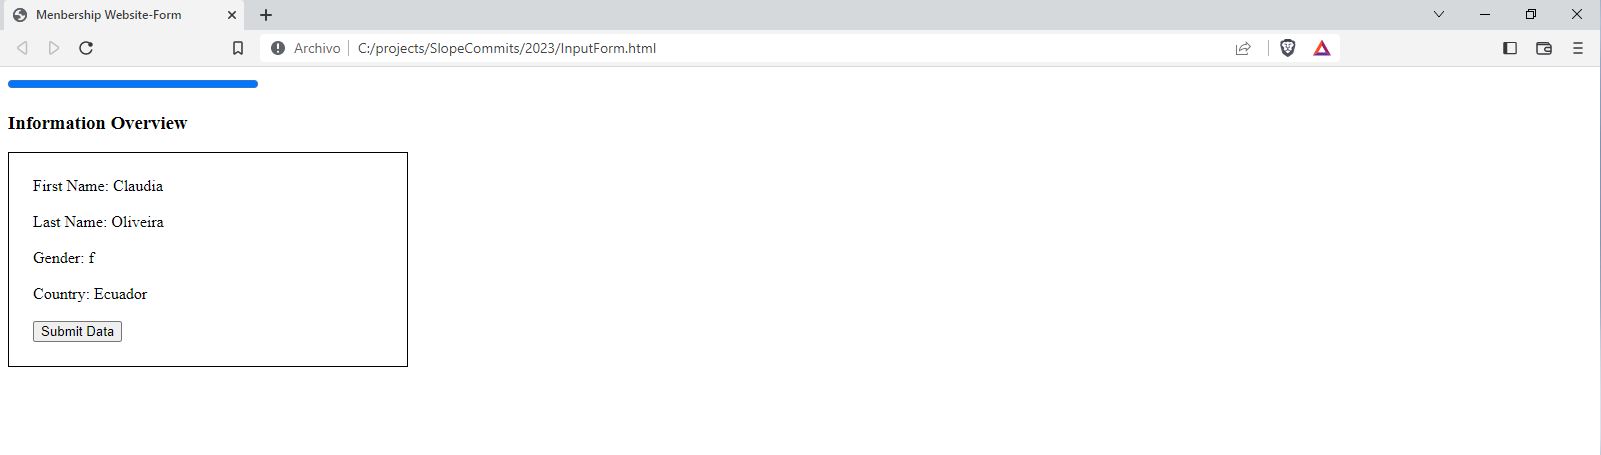 Menbership Website-Form
Archivo C:/projects/SlopeCommits/2023/InputForm.html
Information Overview
First Name: Claudia
Last Name: Oliveira
Gender: f
Country: Ecuador
Submit Data